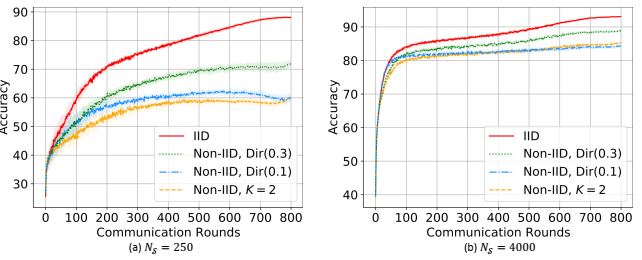 90
80
70
60
50
40
30
Accuracy
IID
Non-IID, Dir(0.3)
Non-IID, Dir(0.1)
Non-IID, K = 2
0 100 200 300 400 500 600 700 800
Communication Rounds
(a) N_S = 250
90
80
70
60
50
40
Accuracy
IID
Non-IID, Dir(0.3)
Non-IID, Dir(0.1)
Non-IID, K = 2
0 100 200 300 400 500 600 700 800
Communication Rounds
(b) N_S = 4000